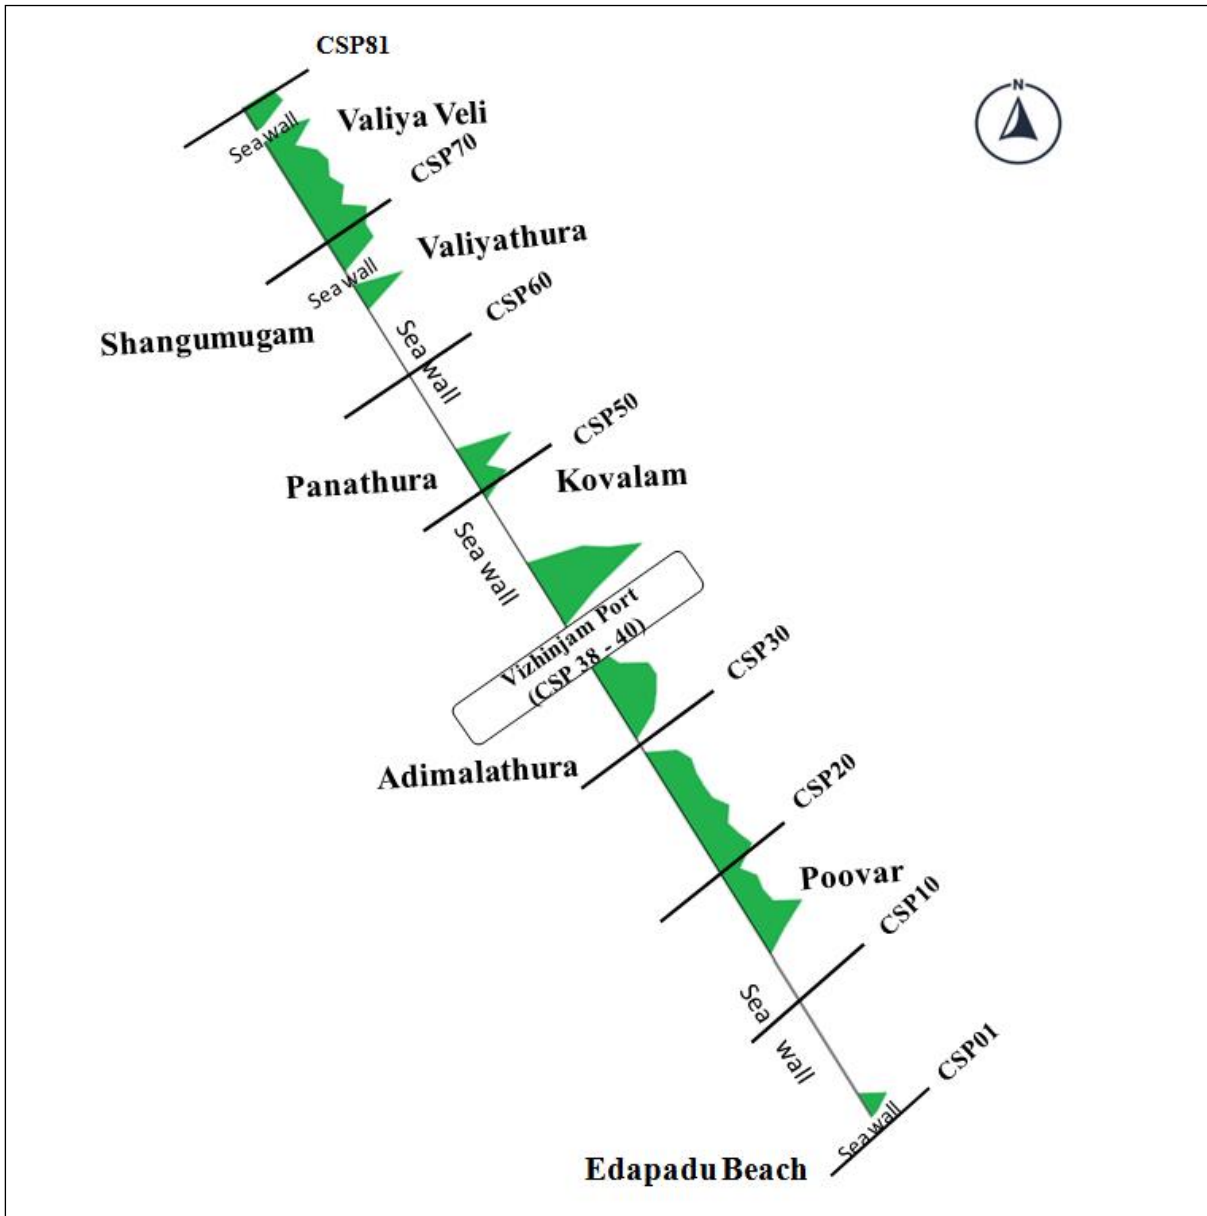 CSP81
N
Valiya Veli
Sea wall
CSP70
Valiyathura
Sea wall
CSP60
Shangumugam
Sea wall
CSP50
Panathura
Kovalam
Sea wall
Vizhinjam Port
(CSP 38 - 40)
CSP30
Adimalathura
CSP20
Poovar
CSP10
Sea wall
CSP01
Sea wall
Edapadu Beach